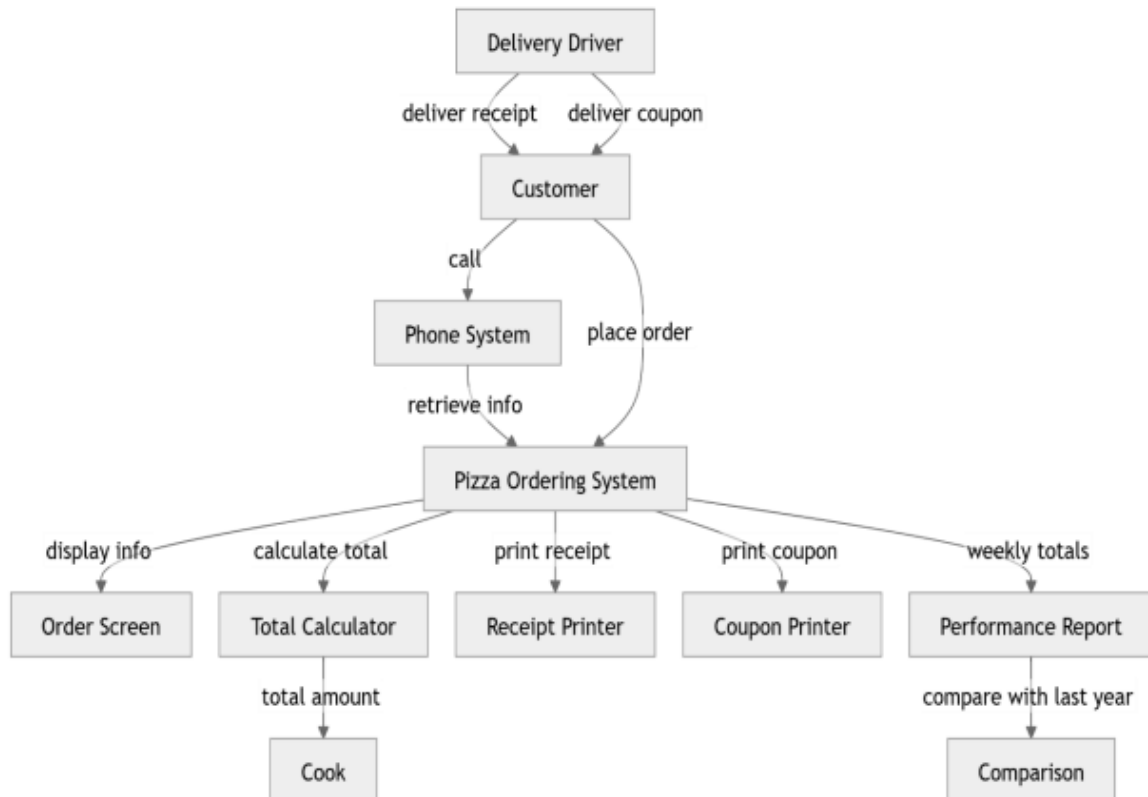 Delivery Driver
deliver receipt
deliver coupon
Customer
call
Phone System
place order
retrieve info
Pizza Ordering System
display info
calculate total
print receipt
print coupon
weekly totals
Order Screen
Total Calculator
Receipt Printer
Coupon Printer
Performance Report
total amount
compare with last year
Cook
Comparison